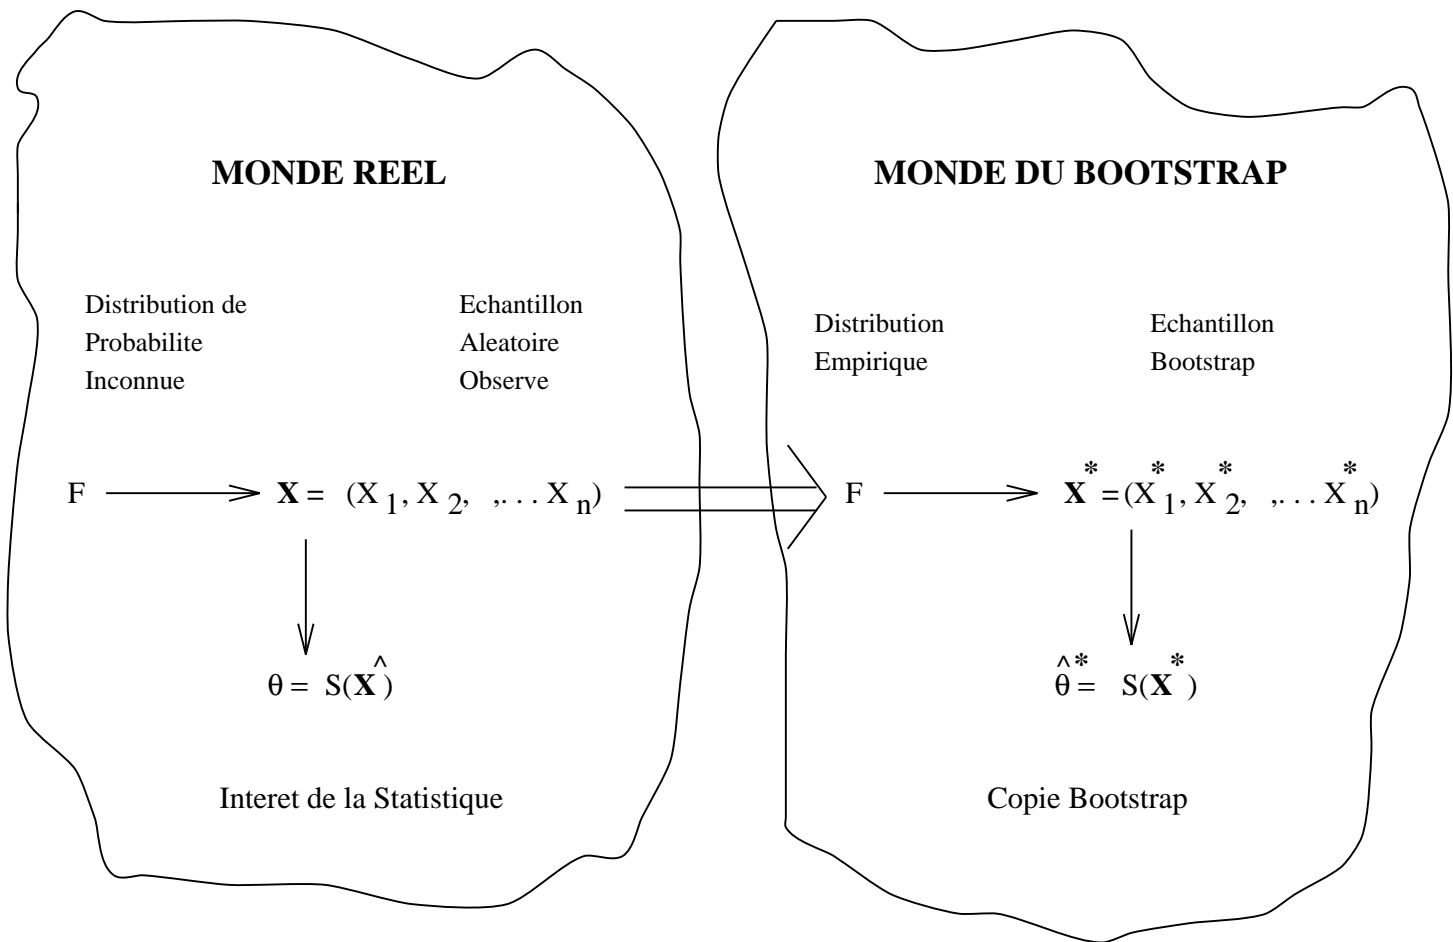 MONDE REEL
Distribution de
Probabilite
Inconnue
Echantillon
Aleatoire
Observe
F
X = (X 1, X 2, ,. . . X n)
^
θ = S(X )
Interet de la Statistique
MONDE DU BOOTSTRAP
Distribution
Empirique
Echantillon
Bootstrap
F
X* =(X*1, X*2, ,. . . X*n)
θ̂* = S(X*)
Copie Bootstrap